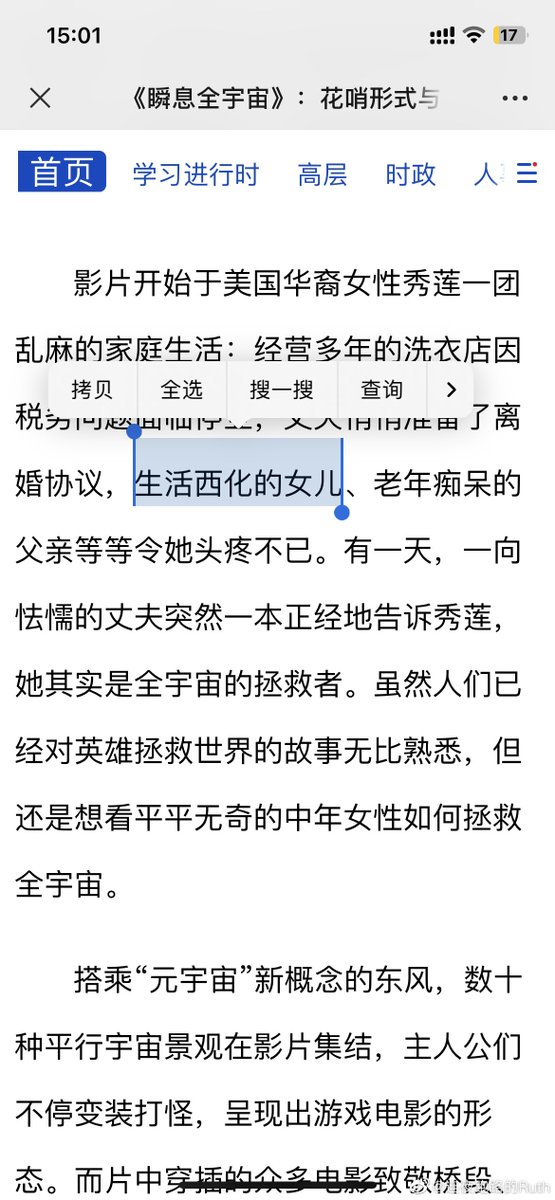 15:01
17
《瞬息全宇宙》：花哨形式与
首页 学习进行时 高层 时政 人
影片开始于美国华裔女性秀莲一团
乱麻的家庭生活：经营多年的洗衣店因
拷贝 全选 搜一搜 查询
税务问题面临停业，丈夫悄悄准备了离
婚协议，生活西化的女儿、老年痴呆的
父亲等等令她头疼不已。有一天，一向
怯懦的丈夫突然一本正经地告诉秀莲，
她其实是全宇宙的拯救者。虽然人们已
经对英雄拯救世界的故事无比熟悉，但
还是想看平平无奇的中年女性如何拯救
全宇宙。
搭乘“元宇宙”新概念的东风，数十
种平行宇宙景观在影片集结，主人公们
不停变装打怪，呈现出游戏电影的形
态。而片中穿插的众多电影致敬桥段、
的Ruth